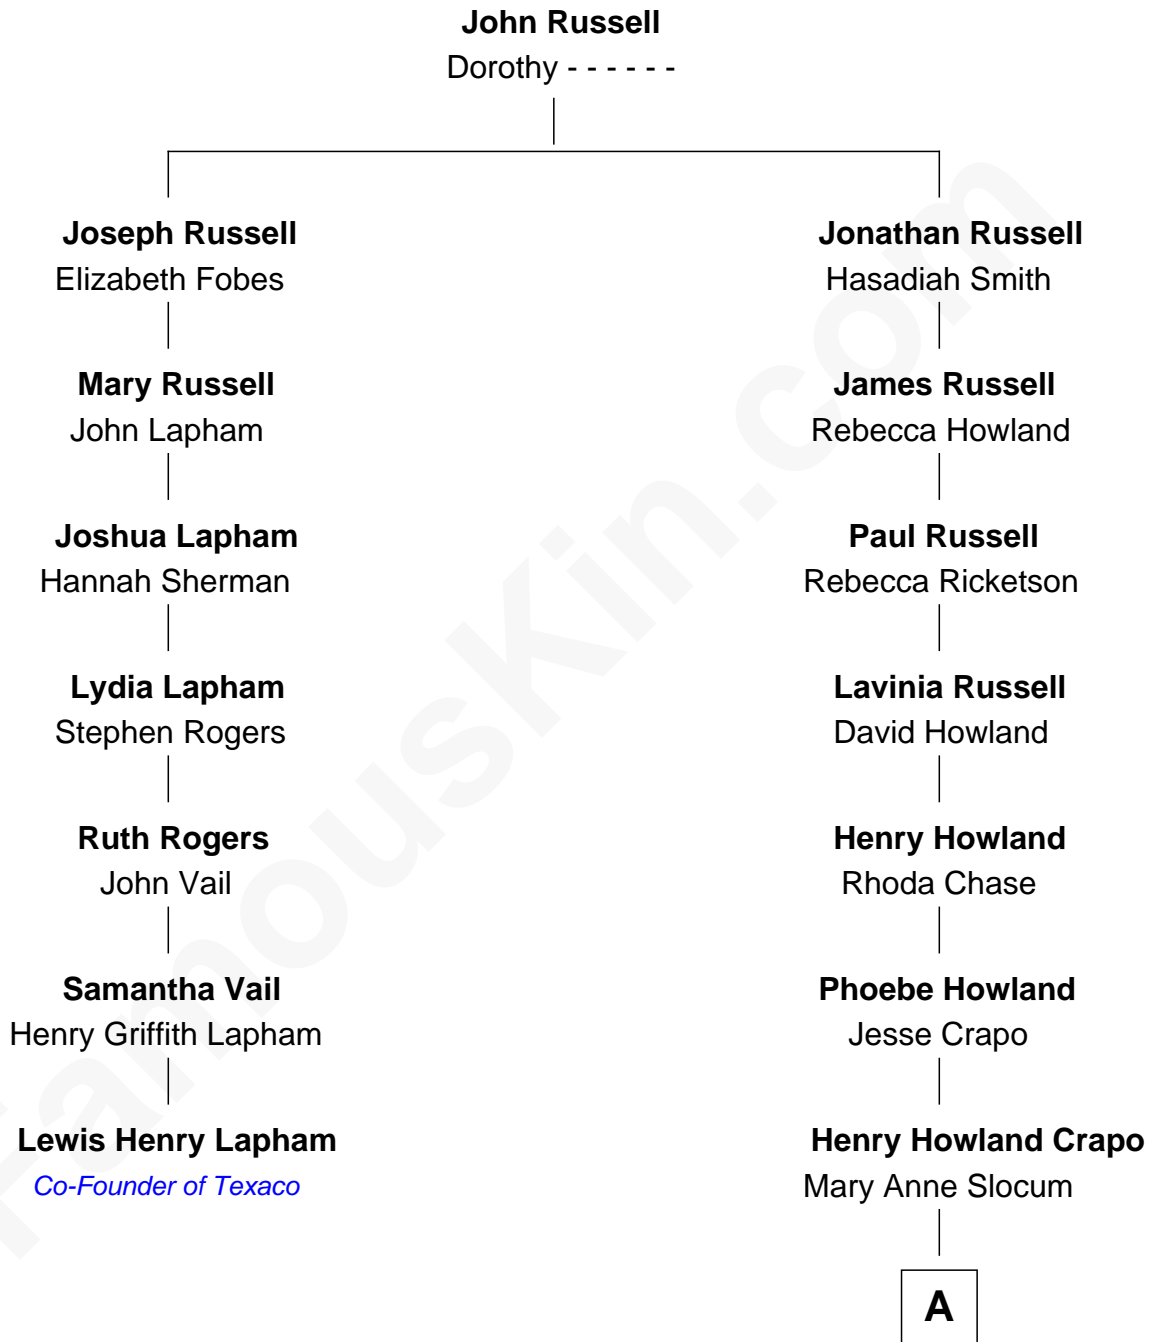 John Russell
Dorothy - - - - - -
Joseph Russell
Elizabeth Fobes
Jonathan Russell
Hasadiah Smith
Mary Russell
John Lapham
James Russell
Rebecca Howland
Joshua Lapham
Hannah Sherman
Paul Russell
Rebecca Ricketson
Lydia Lapham
Stephen Rogers
Lavinia Russell
David Howland
Ruth Rogers
John Vail
Henry Howland
Rhoda Chase
Samantha Vail
Henry Griffith Lapham
Phoebe Howland
Jesse Crapo
Lewis Henry Lapham
Co-Founder of Texaco
Henry Howland Crapo
Mary Anne Slocum
A
FamousKin.com